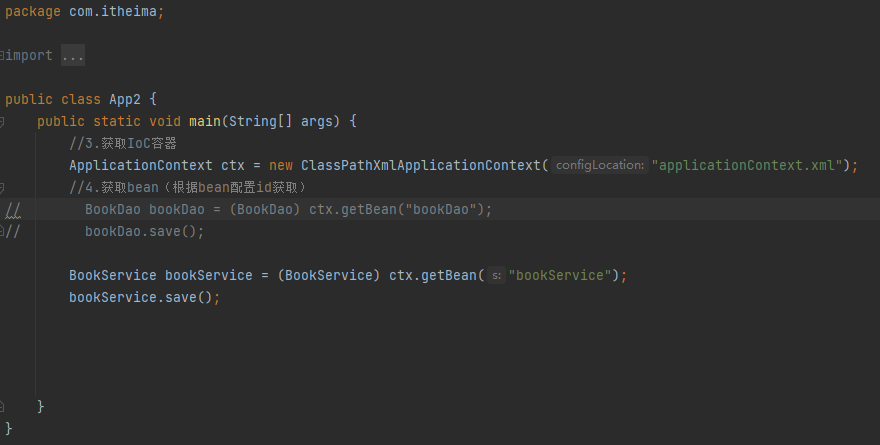 package com.itheima;
import ...
public class App2 {
public static void main(String[] args) {
//3.获取IoC容器
ApplicationContext ctx = new ClassPathXmlApplicationContext( configLocation: "applicationContext.xml");
//4.获取bean（根据bean配置id获取）
//      BookDao bookDao = (BookDao) ctx.getBean("bookDao");
//      bookDao.save();
BookService bookService = (BookService) ctx.getBean( s: "bookService");
bookService.save();
}
}